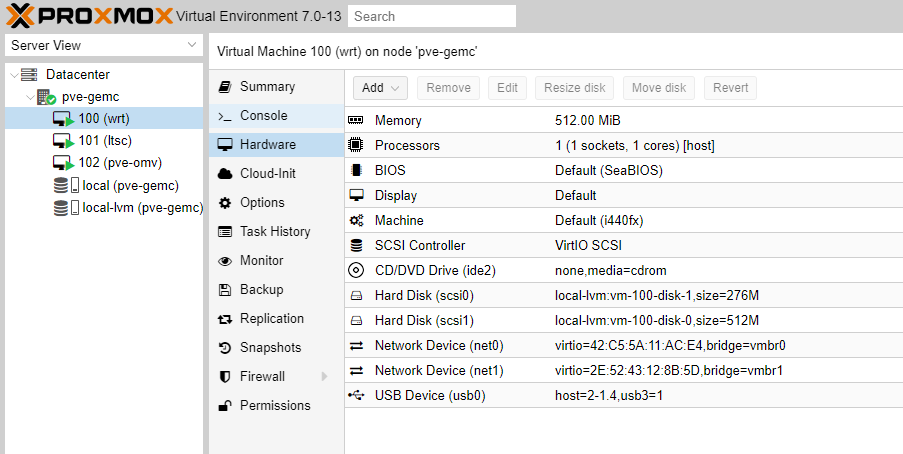 PROXMOX Virtual Environment 7.0-13 Search
Server View
Datacenter
pve-gemc
100 (wrt)
101 (ltsc)
102 (pve-omv)
local (pve-gemc)
local-lvm (pve-gemc)
Virtual Machine 100 (wrt) on node 'pve-gemc'
Summary
Console
Hardware
Cloud-Init
Options
Task History
Monitor
Backup
Replication
Snapshots
Firewall
Permissions
Add Remove Edit Resize disk Move disk Revert
Memory 512.00 MiB
Processors 1 (1 sockets, 1 cores) [host]
BIOS Default (SeaBIOS)
Display Default
Machine Default (i440fx)
SCSI Controller VirtIO SCSI
CD/DVD Drive (ide2) none,media=cdrom
Hard Disk (scsi0) local-lvm:vm-100-disk-1,size=276M
Hard Disk (scsi1) local-lvm:vm-100-disk-0,size=512M
Network Device (net0) virtio=42:C5:5A:11:AC:E4,bridge=vmbr0
Network Device (net1) virtio=2E:52:43:12:8B:5D,bridge=vmbr1
USB Device (usb0) host=2-1.4,usb3=1